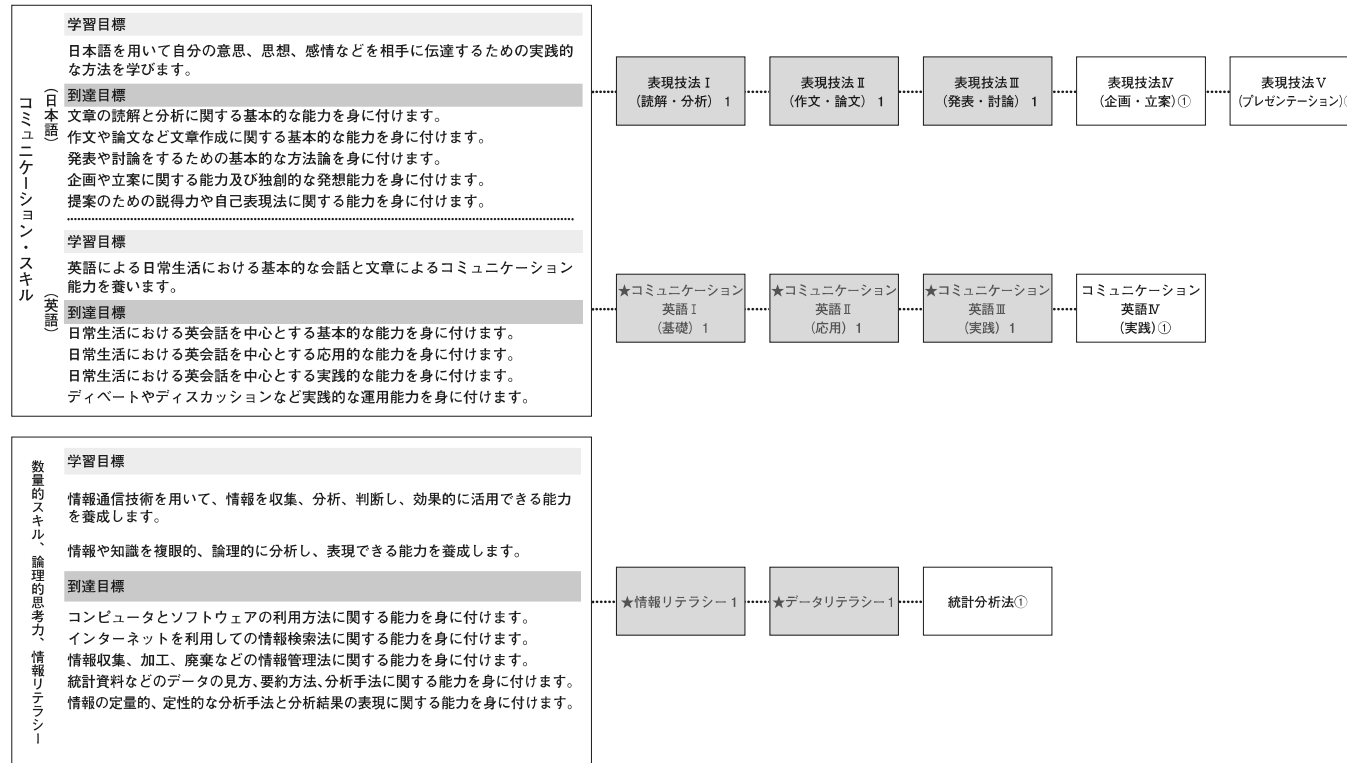 コミュニケーション・スキル
(日本語)
学習目標
日本語を用いて自分の意思、思想、感情などを相手に伝達するための実践的
な方法を学びます。
到達目標
文章の読解と分析に関する基本的な能力を身に付けます。
作文や論文など文章作成に関する基本的な能力を身に付けます。
発表や討論をするための基本的な方法論を身に付けます。
企画や立案に関する能力及び独創的な発想能力を身に付けます。
提案のための説得力や自己表現法に関する能力を身に付けます。
表現技法Ⅰ
(読解・分析) 1
表現技法Ⅱ
(作文・論文) 1
表現技法Ⅲ
(発表・討論) 1
表現技法Ⅳ
(企画・立案)①
表現技法Ⅴ
(プレゼンテーション)
(英語)
学習目標
英語による日常生活における基本的な会話と文章によるコミュニケーション
能力を養います。
到達目標
日常生活における英会話を中心とする基本的な能力を身に付けます。
日常生活における英会話を中心とする応用的な能力を身に付けます。
日常生活における英会話を中心とする実践的な能力を身に付けます。
ディベートやディスカッションなど実践的な運用能力を身に付けます。
★コミュニケーション
英語Ⅰ
(基礎) 1
★コミュニケーション
英語Ⅱ
(応用) 1
★コミュニケーション
英語Ⅲ
(実践) 1
コミュニケーション
英語Ⅳ
(実践)①
数量的スキル、論理的思考力、情報リテラシー
学習目標
情報通信技術を用いて、情報を収集、分析、判断し、効果的に活用できる能力
を養成します。
情報や知識を複眼的、論理的に分析し、表現できる能力を養成します。
到達目標
コンピュータとソフトウェアの利用方法に関する能力を身に付けます。
インターネットを利用しての情報検索法に関する能力を身に付けます。
情報収集、加工、廃棄などの情報管理法に関する能力を身に付けます。
統計資料などのデータの見方、要約方法、分析手法に関する能力を身に付けます。
情報の定量的、定性的な分析手法と分析結果の表現に関する能力を身に付けます。
★情報リテラシー 1
★データリテラシー 1
統計分析法①